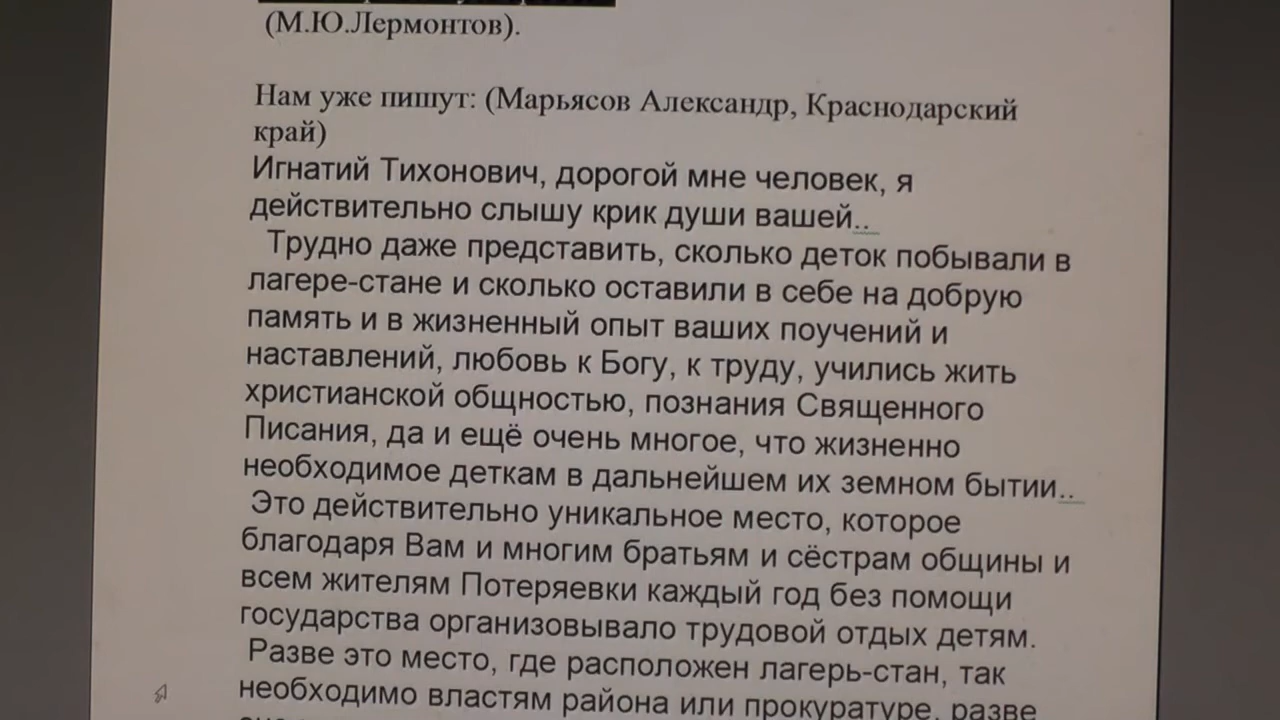 (М.Ю.Лермонтов).
Нам уже пишут: (Марьясов Александр, Краснодарский
край)
Игнатий Тихонович, дорогой мне человек, я
действительно слышу крик души вашей..
Трудно даже представить, сколько деток побывали в
лагере-стане и сколько оставили в себе на добрую
память и в жизненный опыт ваших поучений и
наставлений, любовь к Богу, к труду, учились жить
христианской общностью, познания Священного
Писания, да и ещё очень многое, что жизненно
необходимое деткам в дальнейшем их земном бытии..
Это действительно уникальное место, которое
благодаря Вам и многим братьям и сёстрам общины и
всем жителям Потеряевки каждый год без помощи
государства организовывало трудовой отдых детям.
Разве это место, где расположен лагерь-стан, так
необходимо властям района или прокуратуре, разве